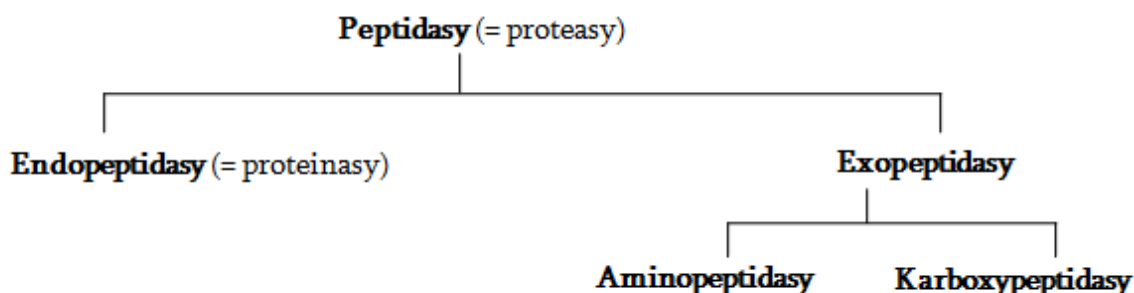 Peptidasy (= proteasy)
Endopeptidasy (= proteinasy) Exopeptidasy
Aminopeptidasy Karboxypeptidasy